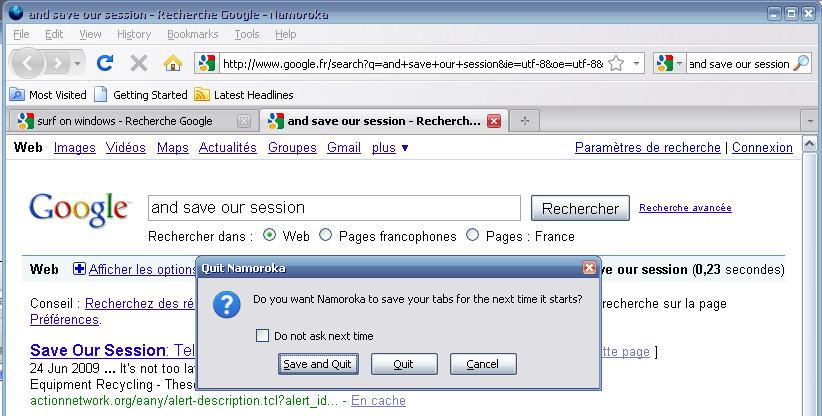 and save our session - Recherche Google - Namoroka
File Edit View History Bookmarks Tools Help
http://www.google.fr/search?q=and+save+our+session&ie=utf-8&oe=utf-8& and save our session
Most Visited Getting Started Latest Headlines
surf on windows - Recherche Google and save our session - Recherch...
Web Images Vidéos Maps Actualités Groupes Gmail plus ▼ Paramètres de recherche | Connexion
Google and save our session Rechercher Recherche avancée
Rechercher dans : Web Pages francophones Pages : France
Web Afficher les options ve our session (0,23 secondes)
Quit Namoroka
Do you want Namoroka to save your tabs for the next time it starts?
Do not ask next time
Save and Quit Quit Cancel
Conseil : Recherchez des ré recherche sur la page
Préférences.
Save Our Session: Tel tte page ]
24 Jun 2009 ... It's not too lat
Equipment Recycling - Thes
actionnetwork.org/eany/alert-description.tcl?alert_id... - En cache